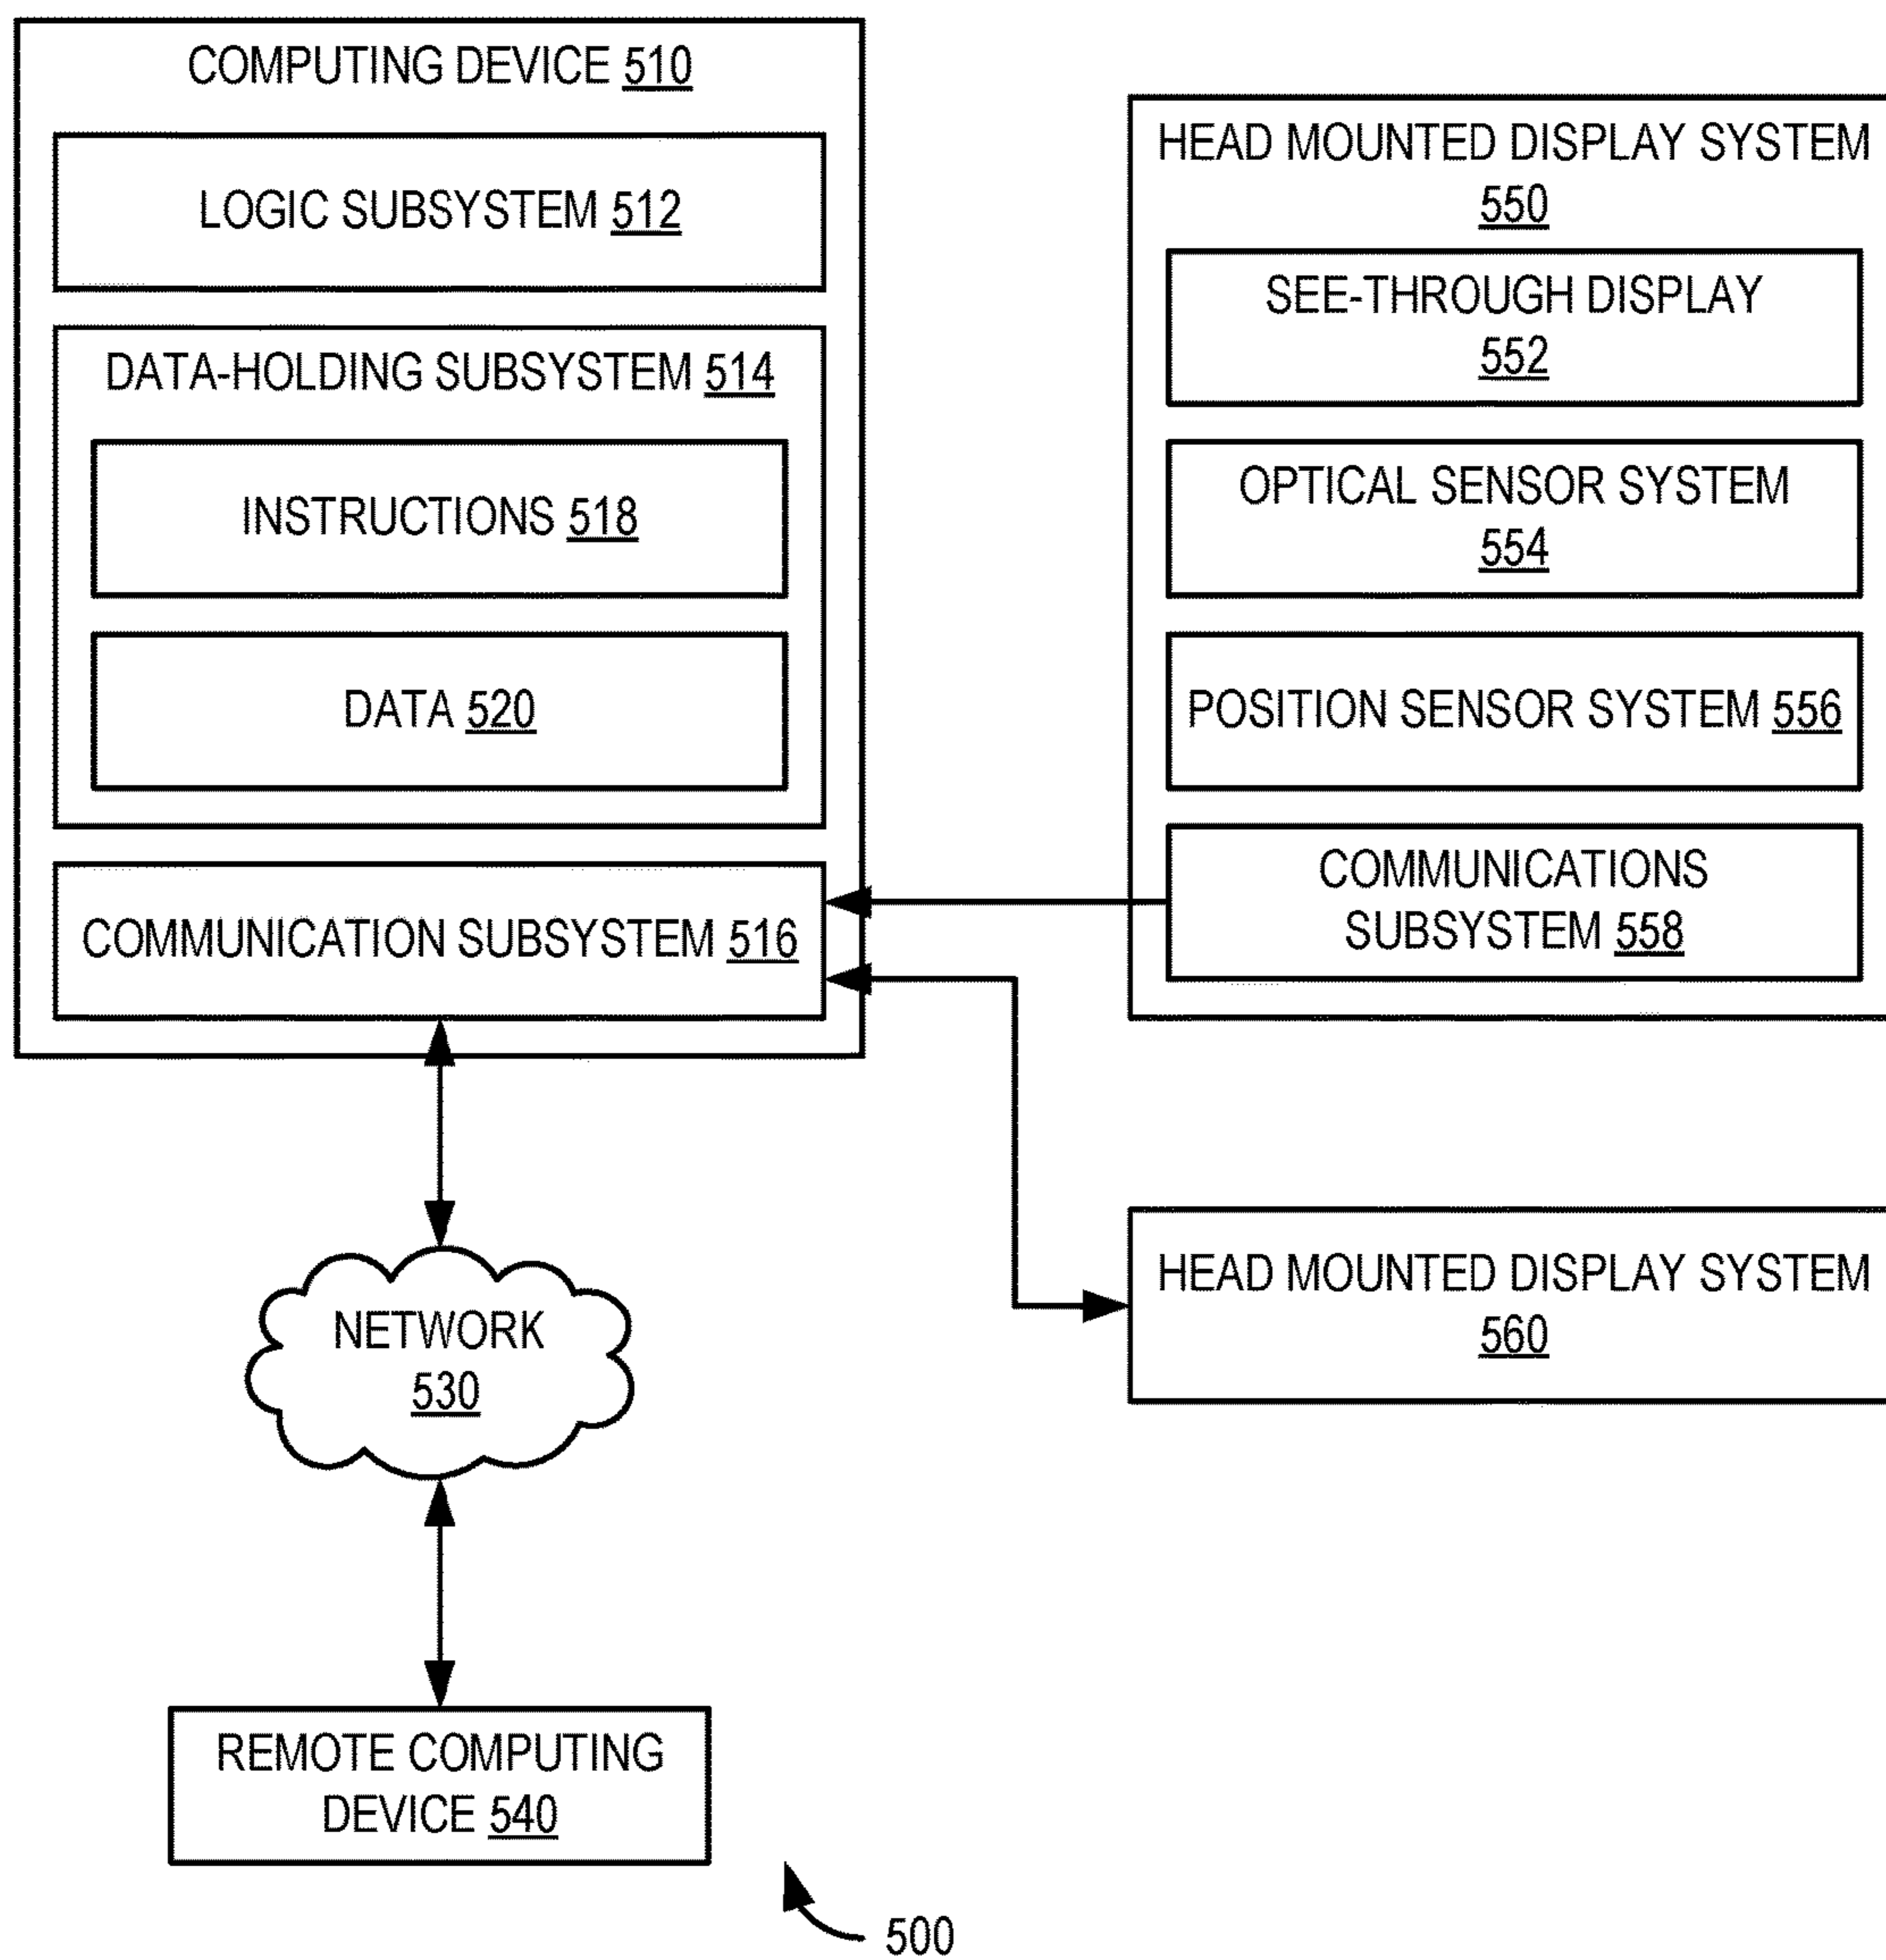 COMPUTING DEVICE 510
LOGIC SUBSYSTEM 512
DATA-HOLDING SUBSYSTEM 514
INSTRUCTIONS 518
DATA 520
COMMUNICATION SUBSYSTEM 516
HEAD MOUNTED DISPLAY SYSTEM
550
SEE-THROUGH DISPLAY
552
OPTICAL SENSOR SYSTEM
554
POSITION SENSOR SYSTEM 556
COMMUNICATIONS
SUBSYSTEM 558
HEAD MOUNTED DISPLAY SYSTEM
560
NETWORK
530
REMOTE COMPUTING
DEVICE 540
500